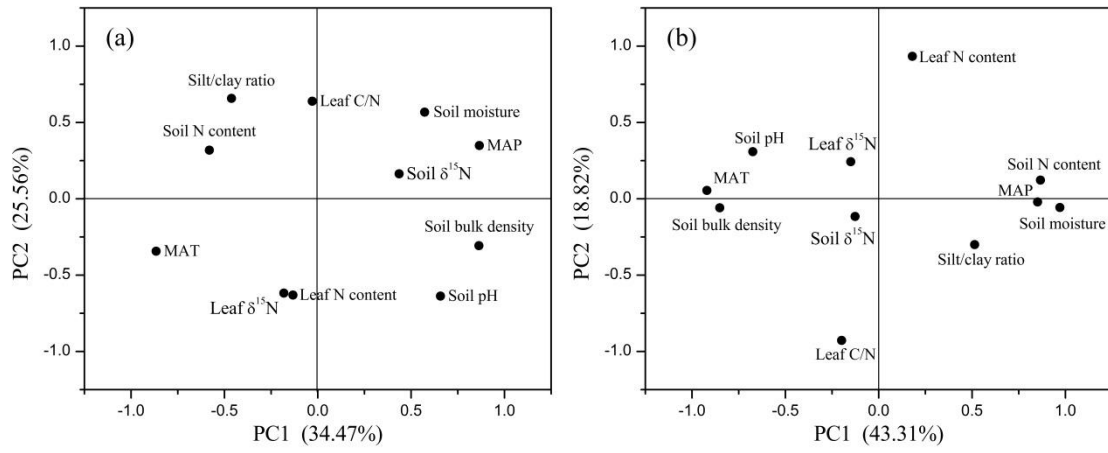 (a)
Silt/clay ratio
Leaf C/N
Soil moisture
Soil N content
MAP
Soil δ¹⁵N
Soil bulk density
MAT
Leaf δ¹⁵N
Leaf N content
Soil pH
1.0
0.5
0.0
-0.5
-1.0
PC2 (25.56%)
-1.0 -0.5 0.0 0.5 1.0
PC1 (34.47%)
(b)
Leaf N content
Soil pH
Leaf δ¹⁵N
MAT
Soil N content
MAP
Soil bulk density
Soil δ¹⁵N
Soil moisture
Silt/clay ratio
Leaf C/N
1.0
0.5
0.0
-0.5
-1.0
PC2 (18.82%)
-1.0 -0.5 0.0 0.5 1.0
PC1 (43.31%)